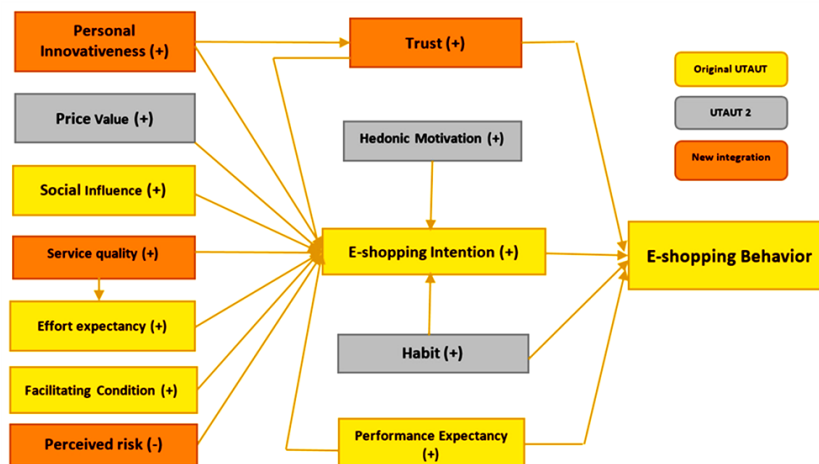 Personal
Innovativeness (+)
Trust (+)
Original UTAUT
Price Value (+)
UTAUT 2
Hedonic Motivation (+)
New integration
Social Influence (+)
Service quality (+)
E-shopping Intention (+)
E-shopping Behavior
Effort expectancy (+)
Habit (+)
Facilitating Condition (+)
Perceived risk (-)
Performance Expectancy
(+)